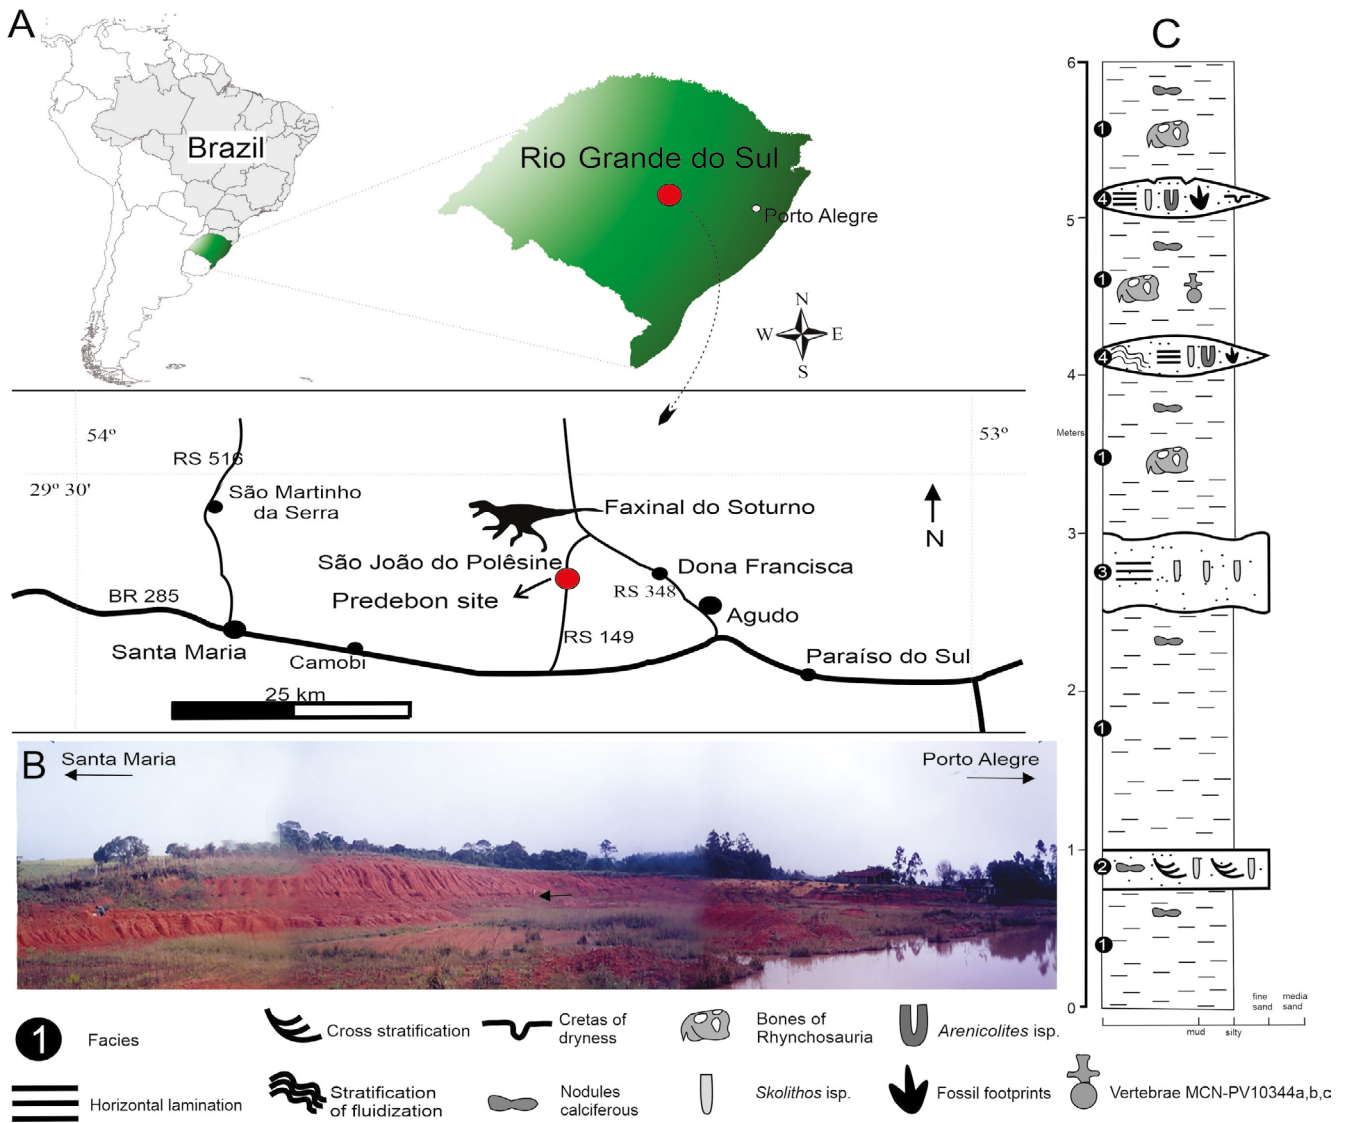 A
Brazil
Rio Grande do Sul
Porto Alegre
N
W E
S
54º
53º
29º 30'
RS 516
São Martinho
da Serra
Faxinal do Soturno
N
São João do Polêsine
Dona Francisca
Predebon site
RS 348
BR 285
Agudo
RS 149
Santa Maria
Camobi
Paraíso do Sul
25 km
B
Santa Maria
Porto Alegre
C
6
1
4
5
1
4
4
Meters
1
3
3
2
1
1
2
1
0
fine
sand
media
sand
mud
silty
1
Facies
Cross stratification
Cretas of
dryness
Bones of
Rhynchosauria
Arenicolites isp.
Horizontal lamination
Stratification
of fluidization
Nodules
calciferous
Skolithos isp.
Fossil footprints
Vertebrae MCN-PV10344a,b,c